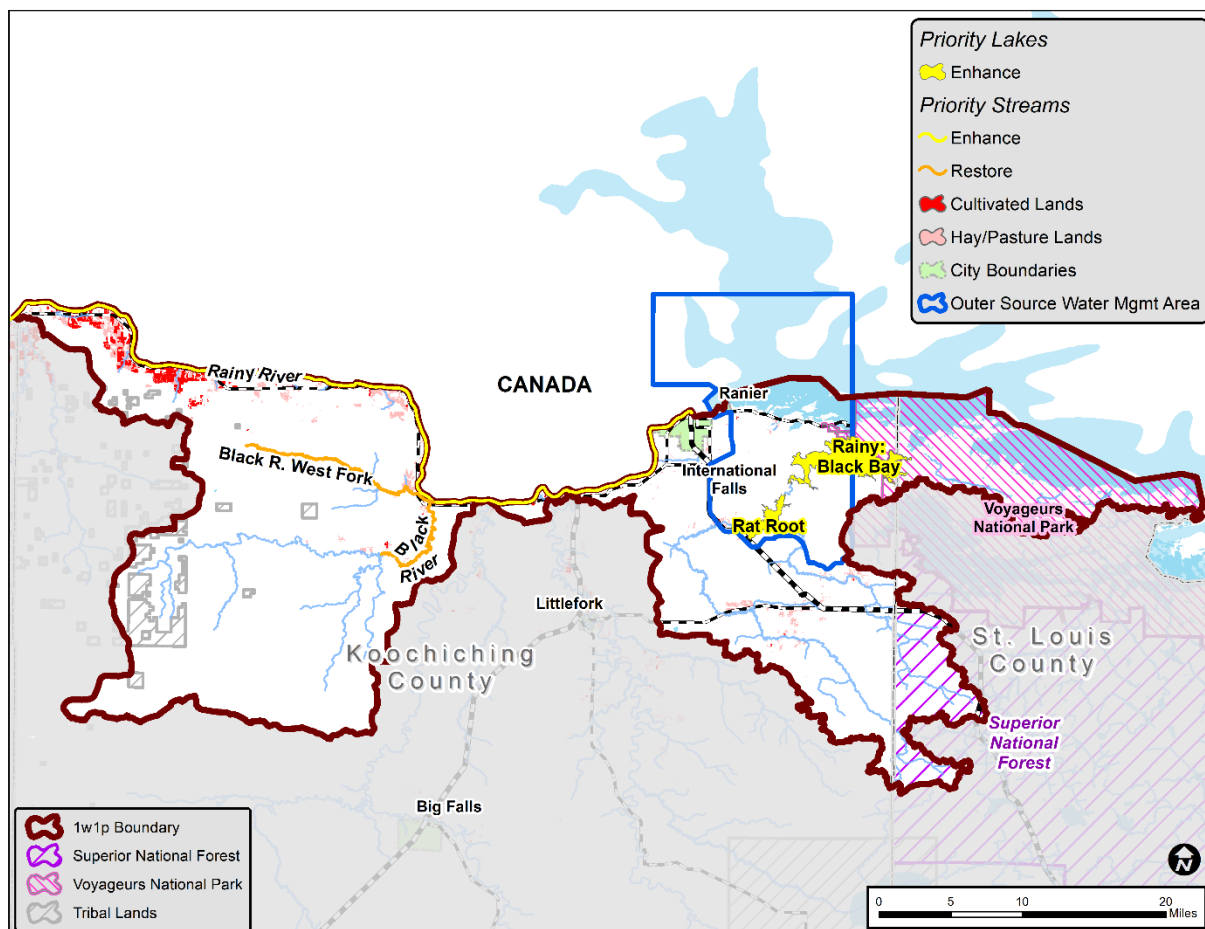 Priority Lakes
Enhance
Priority Streams
Enhance
Restore
Cultivated Lands
Hay/Pasture Lands
City Boundaries
Outer Source Water Mgmt Area
Rainy River
CANADA
Ranier
Black R. West Fork
International
Falls
Rainy:
Black Bay
Rat Root
Voyageurs
National Park
Black
River
Littlefork
Koochiching
County
St. Louis
County
Superior
National
Forest
Big Falls
1w1p Boundary
Superior National Forest
Voyageurs National Park
Tribal Lands
N
0 5 10 20
Miles